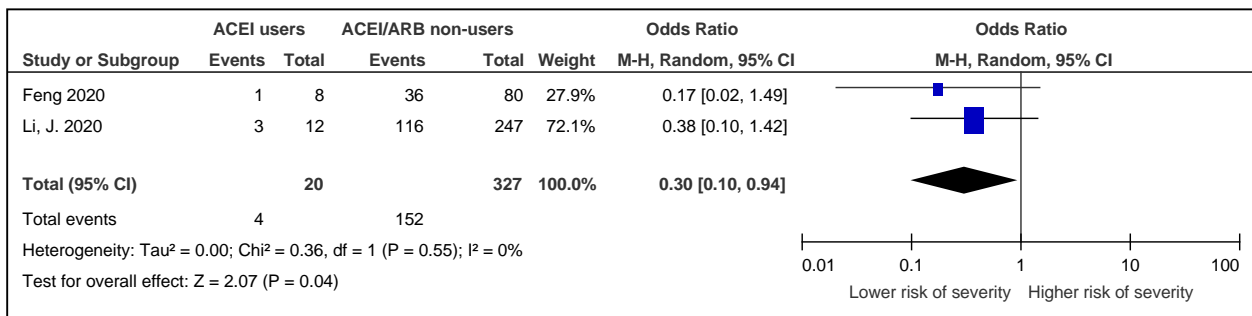 ACEI users ACEI/ARB non-users Odds Ratio Odds Ratio
Study or Subgroup Events Total Events Total Weight M-H, Random, 95% CI M-H, Random, 95% CI
Feng 2020 1 8 36 80 27.9% 0.17 [0.02, 1.49]
Li, J. 2020 3 12 116 247 72.1% 0.38 [0.10, 1.42]
Total (95% CI) 20 327 100.0% 0.30 [0.10, 0.94]
Total events 4 152
Heterogeneity: Tau² = 0.00; Chi² = 0.36, df = 1 (P = 0.55); I² = 0%
Test for overall effect: Z = 2.07 (P = 0.04)
0.01 0.1 1 10 100
Lower risk of severity Higher risk of severity